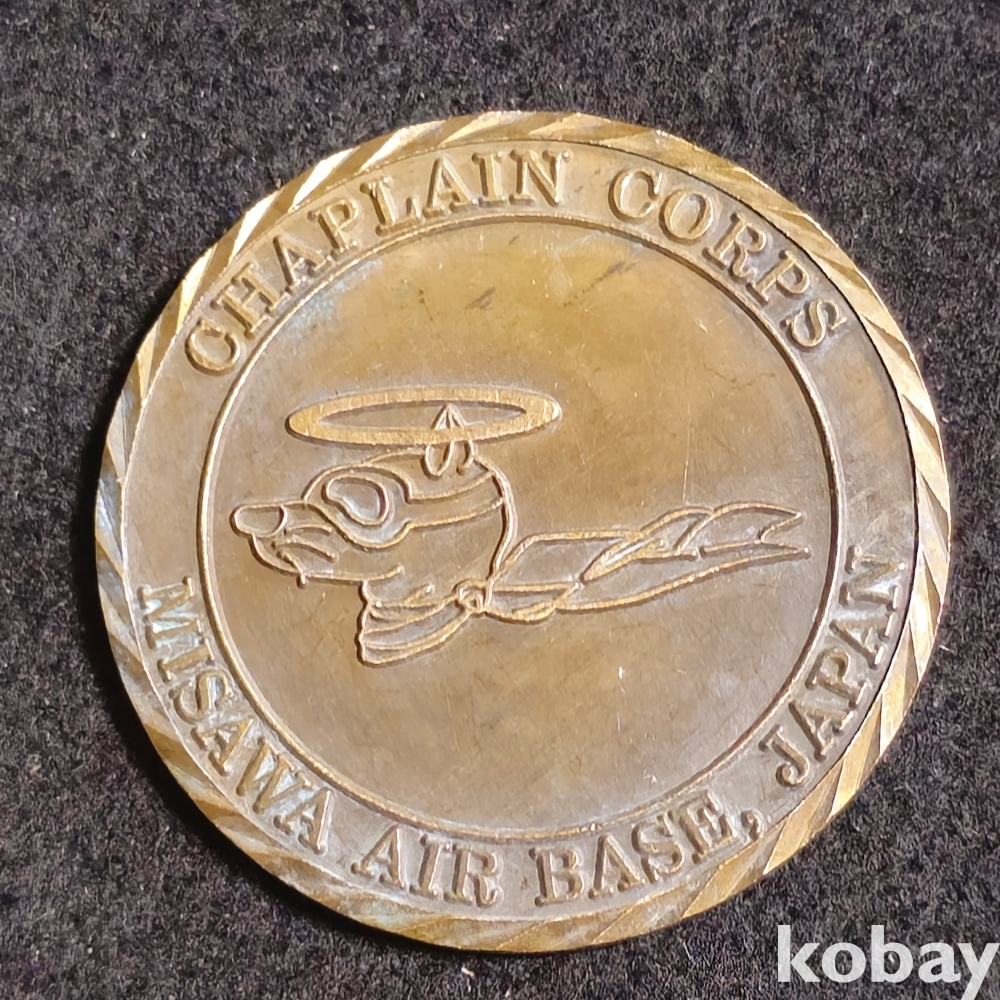 CHAPLAIN CORPS
MISAWA AIR BASE, JAPAN
kobay